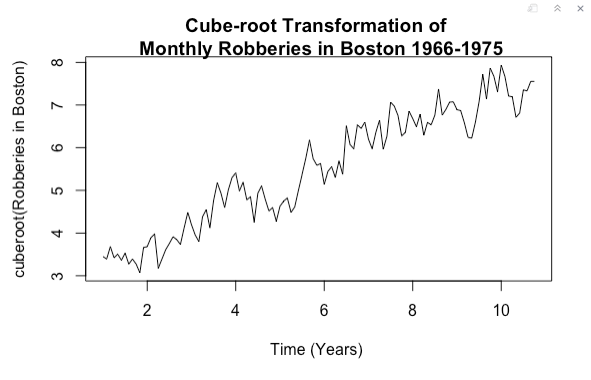 Cube-root Transformation of
Monthly Robberies in Boston 1966-1975
cuberoot(Robberies in Boston)
8
7
6
5
4
3
2
4
6
8
10
Time (Years)